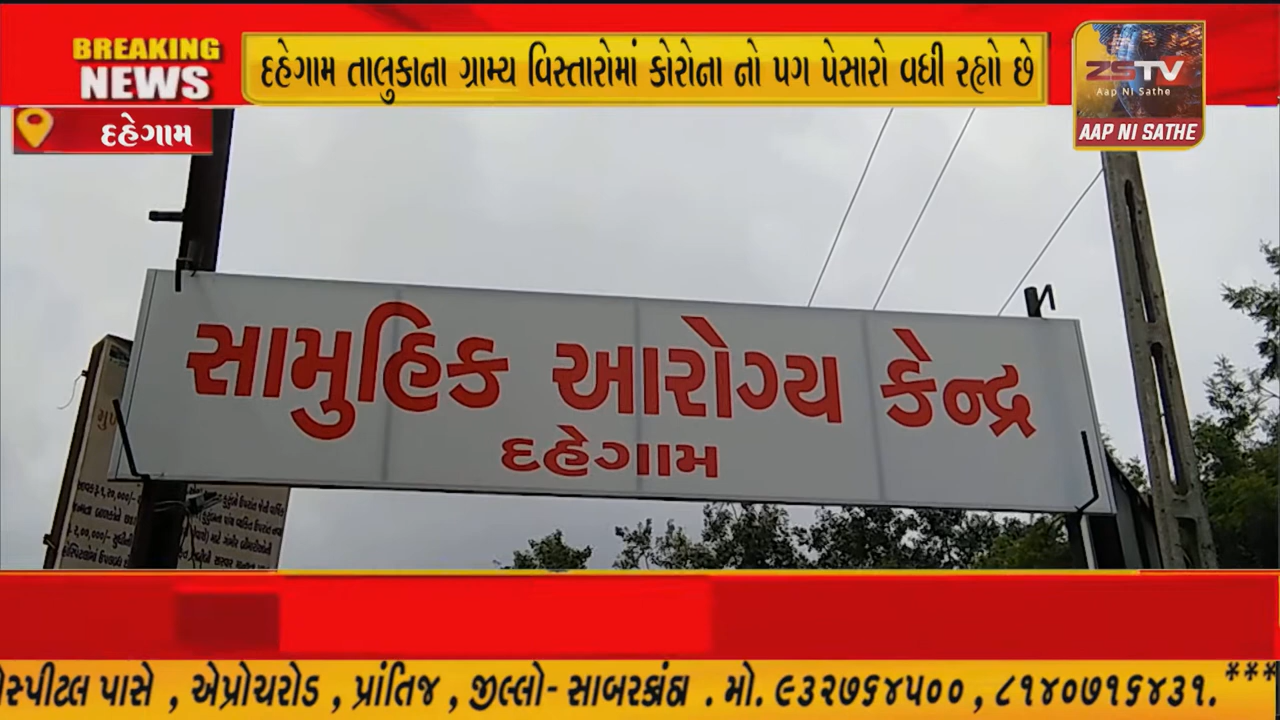 BREAKING
NEWS
દહેગામ તાલુકાના ગ્રામ્ય વિસ્તારોમાં કોરોના નો પગ પેસારો વધી રહ્યો છે
ZSTV
Aap Ni Sathe
AAP NI SATHE
દહેગામ
સામુહિક આરોગ્ય કેન્દ્ર
દહેગામ
સ્પીટલ પાસે , એપ્રોચરોડ , પ્રાંતિજ , જીલ્લો- સાબરકાંઠા . મો. ૯૩૨૭૬૪૫૦૦ , ૮૧૪૦૭૧૬૪૩૧. ***